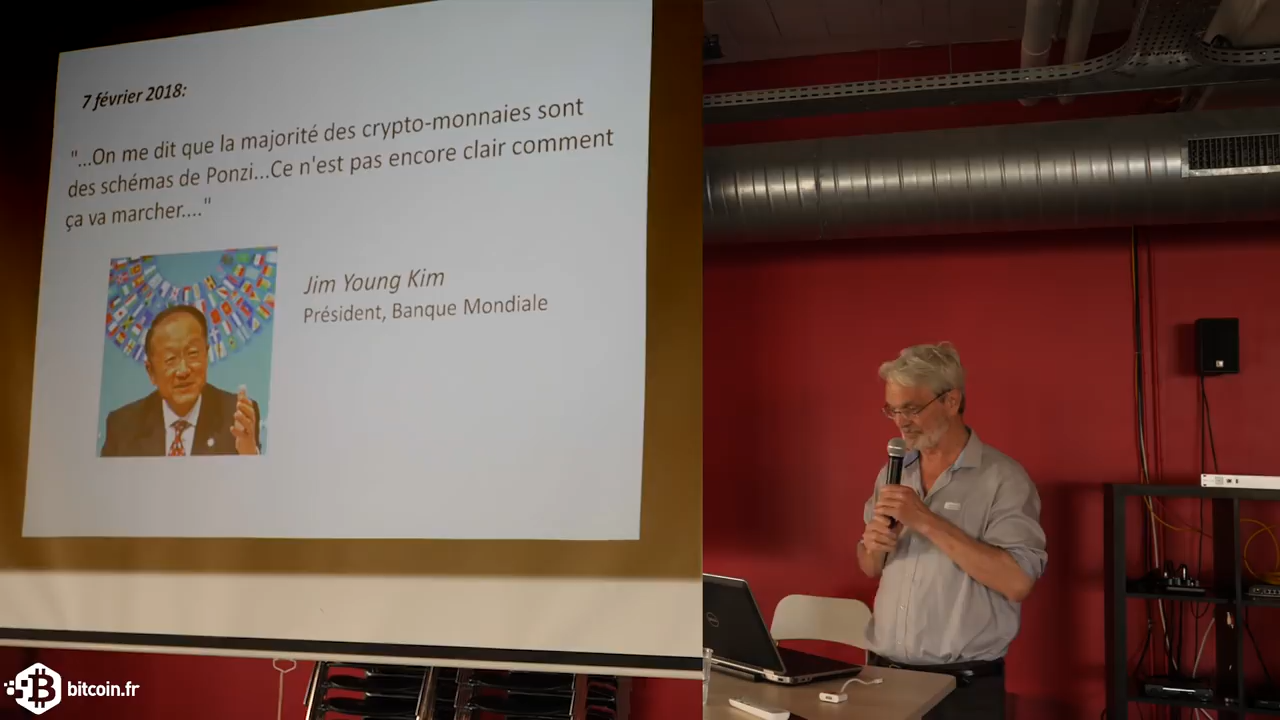 7 février 2018:
"...On me dit que la majorité des crypto-monnaies sont
des schémas de Ponzi...Ce n'est pas encore clair comment
ça va marcher...."
Jim Young Kim
Président, Banque Mondiale
bitcoin.fr